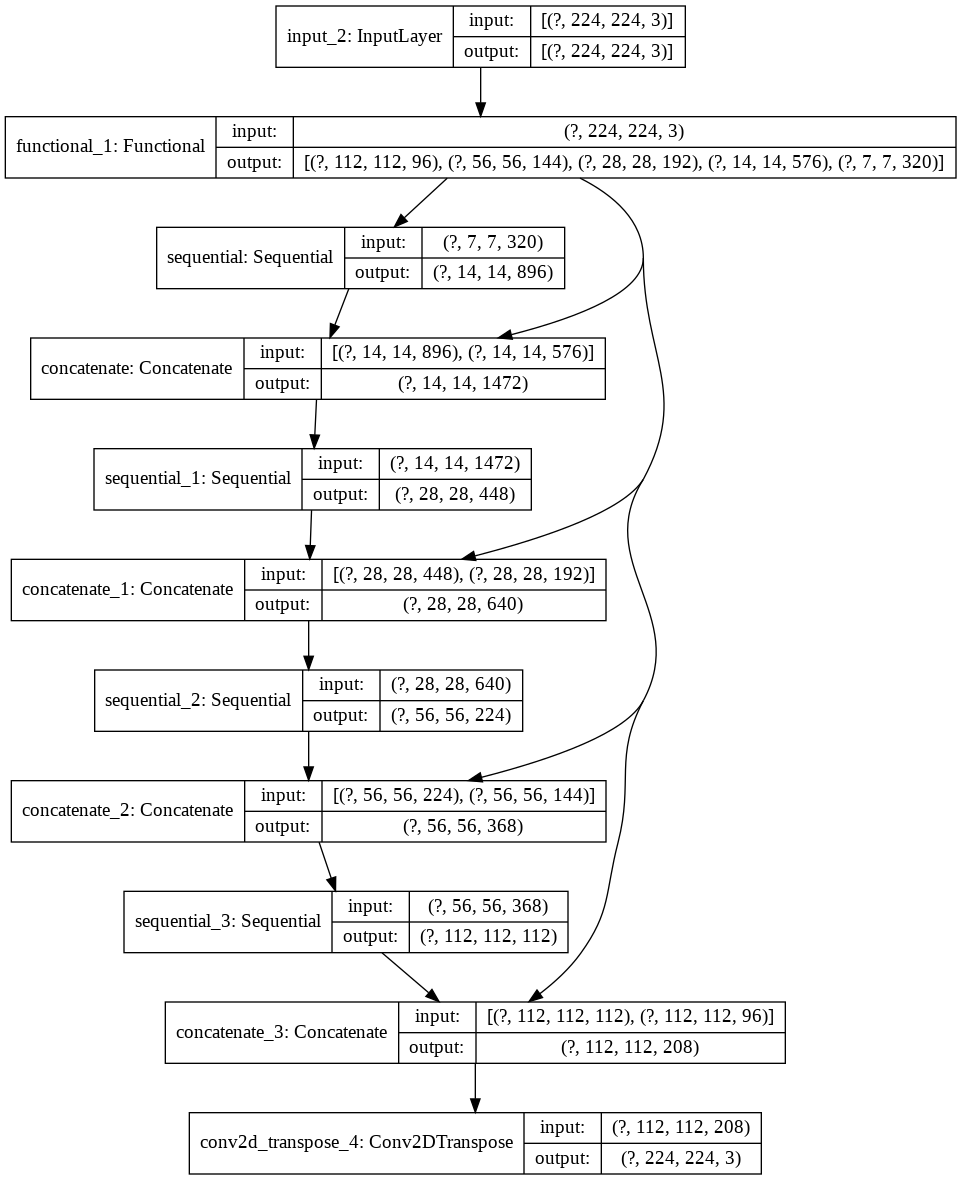 input_2: InputLayer
input: [(?, 224, 224, 3)]
output: [(?, 224, 224, 3)]
functional_1: Functional
input: (?, 224, 224, 3)
output: [(?, 112, 112, 96), (?, 56, 56, 144), (?, 28, 28, 192), (?, 14, 14, 576), (?, 7, 7, 320)]
sequential: Sequential
input: (?, 7, 7, 320)
output: (?, 14, 14, 896)
concatenate: Concatenate
input: [(?, 14, 14, 896), (?, 14, 14, 576)]
output: (?, 14, 14, 1472)
sequential_1: Sequential
input: (?, 14, 14, 1472)
output: (?, 28, 28, 448)
concatenate_1: Concatenate
input: [(?, 28, 28, 448), (?, 28, 28, 192)]
output: (?, 28, 28, 640)
sequential_2: Sequential
input: (?, 28, 28, 640)
output: (?, 56, 56, 224)
concatenate_2: Concatenate
input: [(?, 56, 56, 224), (?, 56, 56, 144)]
output: (?, 56, 56, 368)
sequential_3: Sequential
input: (?, 56, 56, 368)
output: (?, 112, 112, 112)
concatenate_3: Concatenate
input: [(?, 112, 112, 112), (?, 112, 112, 96)]
output: (?, 112, 112, 208)
conv2d_transpose_4: Conv2DTranspose
input: (?, 112, 112, 208)
output: (?, 224, 224, 3)